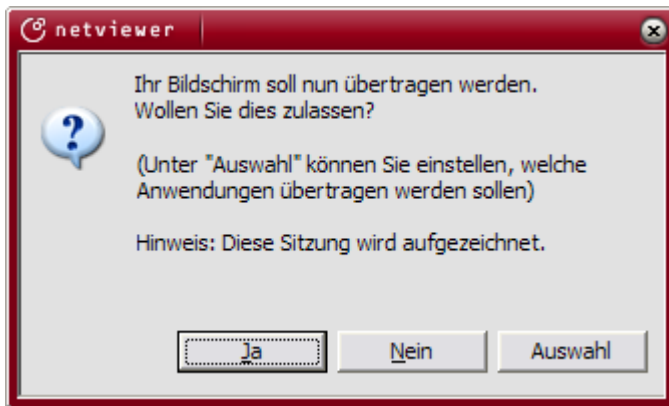 netviewer
Ihr Bildschirm soll nun übertragen werden.
Wollen Sie dies zulassen?
(Unter "Auswahl" können Sie einstellen, welche
Anwendungen übertragen werden sollen)
Hinweis: Diese Sitzung wird aufgezeichnet.
Ja
Nein
Auswahl